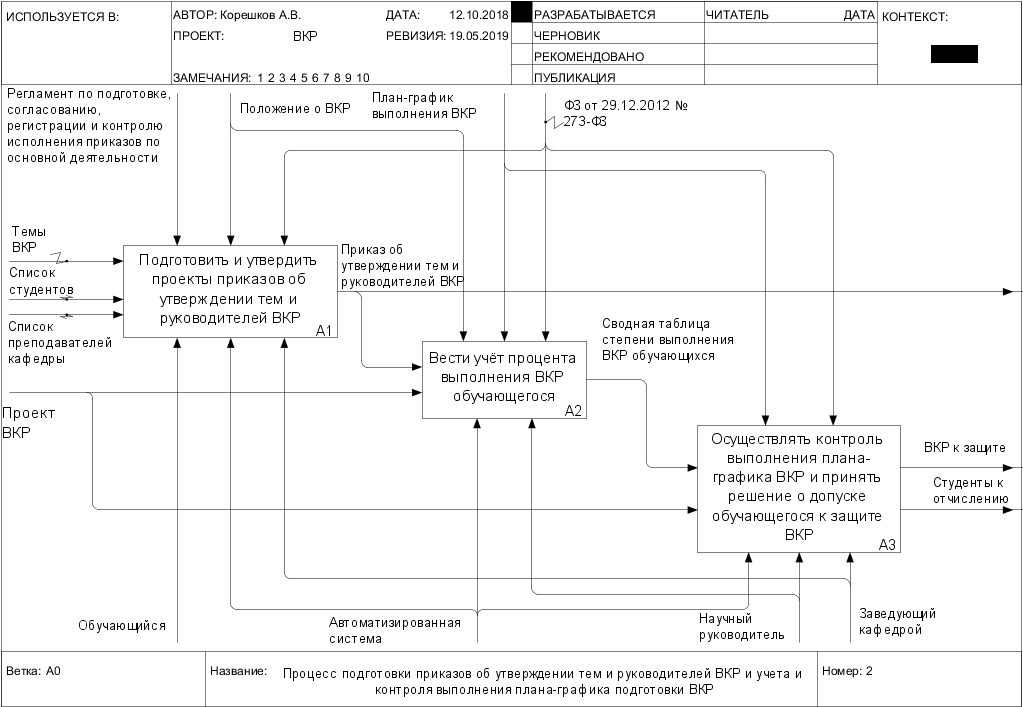 ИСПОЛЬЗУЕТСЯ В:
АВТОР: Корешков А.В.
ДАТА: 12.10.2018
ПРОЕКТ: ВКР
РЕВИЗИЯ: 19.05.2019
ЗАМЕЧАНИЯ: 1 2 3 4 5 6 7 8 9 10
РАЗРАБАТЫВАЕТСЯ
ЧЕРНОВИК
РЕКОМЕНДОВАНО
ПУБЛИКАЦИЯ
ЧИТАТЕЛЬ ДАТА
КОНТЕКСТ:
Регламент по подготовке,
согласованию,
регистрации и контролю
исполнения приказов по
основной деятельности
Положение о ВКР
План-график
выполнения ВКР
ФЗ от 29.12.2012 №
273-ФЗ
Темы
ВКР
Список
студентов
Список
преподавателей
кафедры
Подготовить и утвердить
проекты приказов об
утверждении тем и
руководителей ВКР
А1
Приказ об
утверждении тем и
руководителей ВКР
Вести учёт процента
выполнения ВКР
обучающегося
А2
Сводная таблица
степени выполнения
ВКР обучающихся
Проект
ВКР
Осуществлять контроль
выполнения плана-
графика ВКР и принять
решение о допуске
обучающегося к защите
ВКР
А3
ВКР к защите
Студенты к
отчислению
Обучающийся
Автоматизированная
система
Научный
руководитель
Заведующий
кафедрой
Ветка: А0
Название:
Процесс подготовки приказов об утверждении тем и руководителей ВКР и учета и
контроля выполнения плана-графика подготовки ВКР
Номер: 2